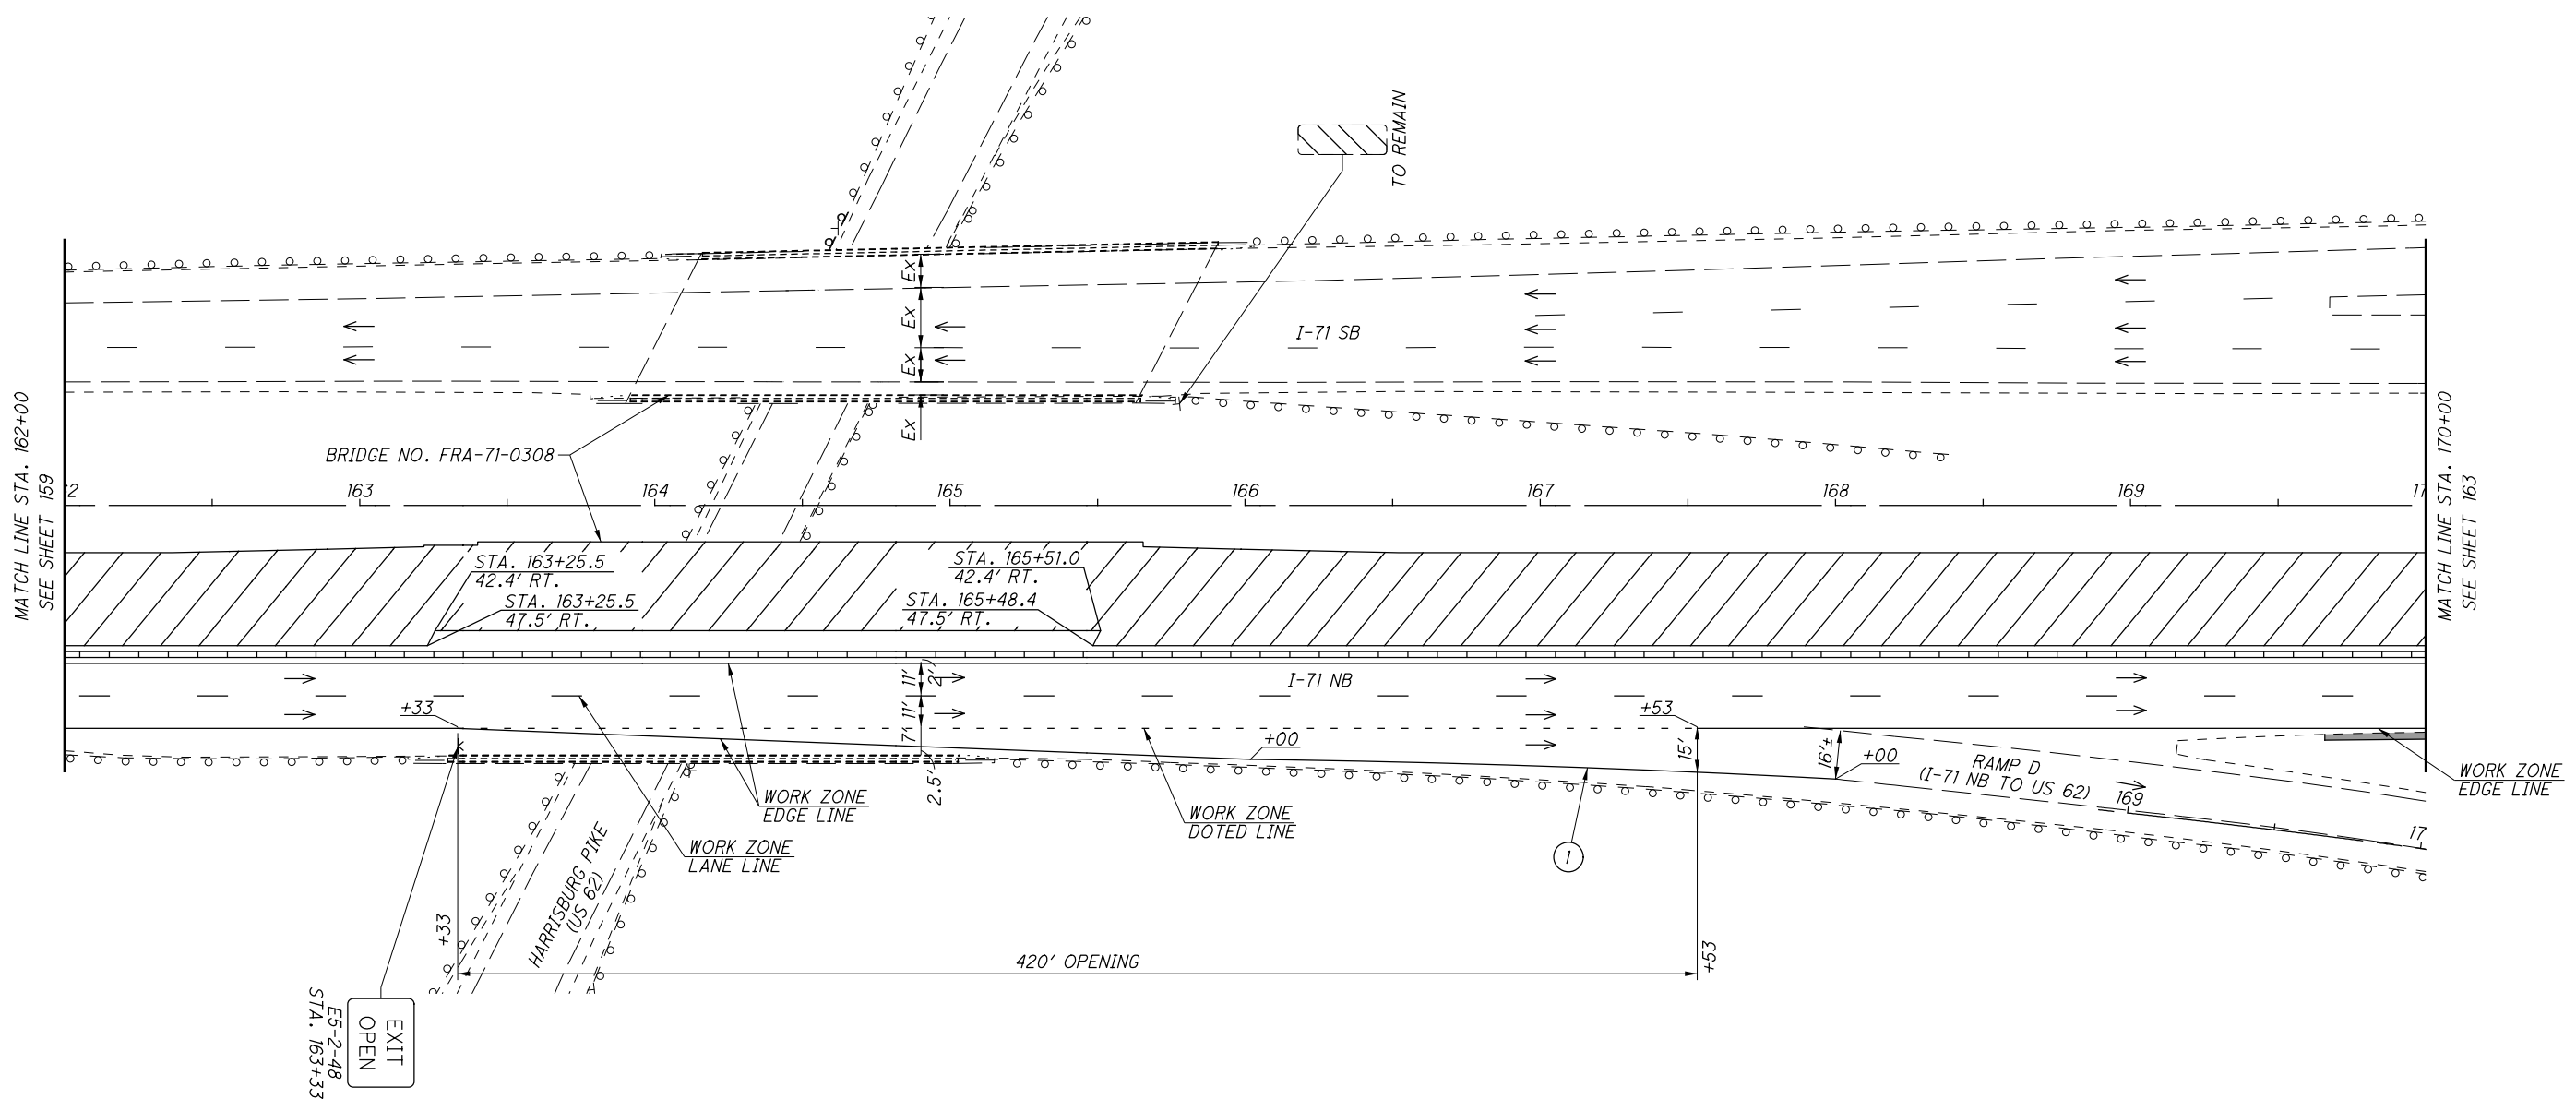 TO REMAIN
MATCH LINE STA. 162+00
SEE SHEET 159
Ex
Ex
Ex
Ex
I-71 SB
BRIDGE NO. FRA-71-0308
163
164
165
166
167
168
169
17
MATCH LINE STA. 170+00
SEE SHEET 163
STA. 163+25.5
42.4' RT.
STA. 163+25.5
47.5' RT.
STA. 165+51.0
42.4' RT.
STA. 165+48.4
47.5' RT.
2'
11'
11'
7'
2.5'
I-71 NB
+33
+53
+00
15'
16'±
+00
RAMP D
(I-71 NB TO US 62)
169
17
WORK ZONE
EDGE LINE
WORK ZONE
EDGE LINE
WORK ZONE
DOTED LINE
WORK ZONE
LANE LINE
1
HARRISBURG PIKE
(US 62)
+33
420' OPENING
+53
EXIT
OPEN
E5-2-48
STA. 163+33